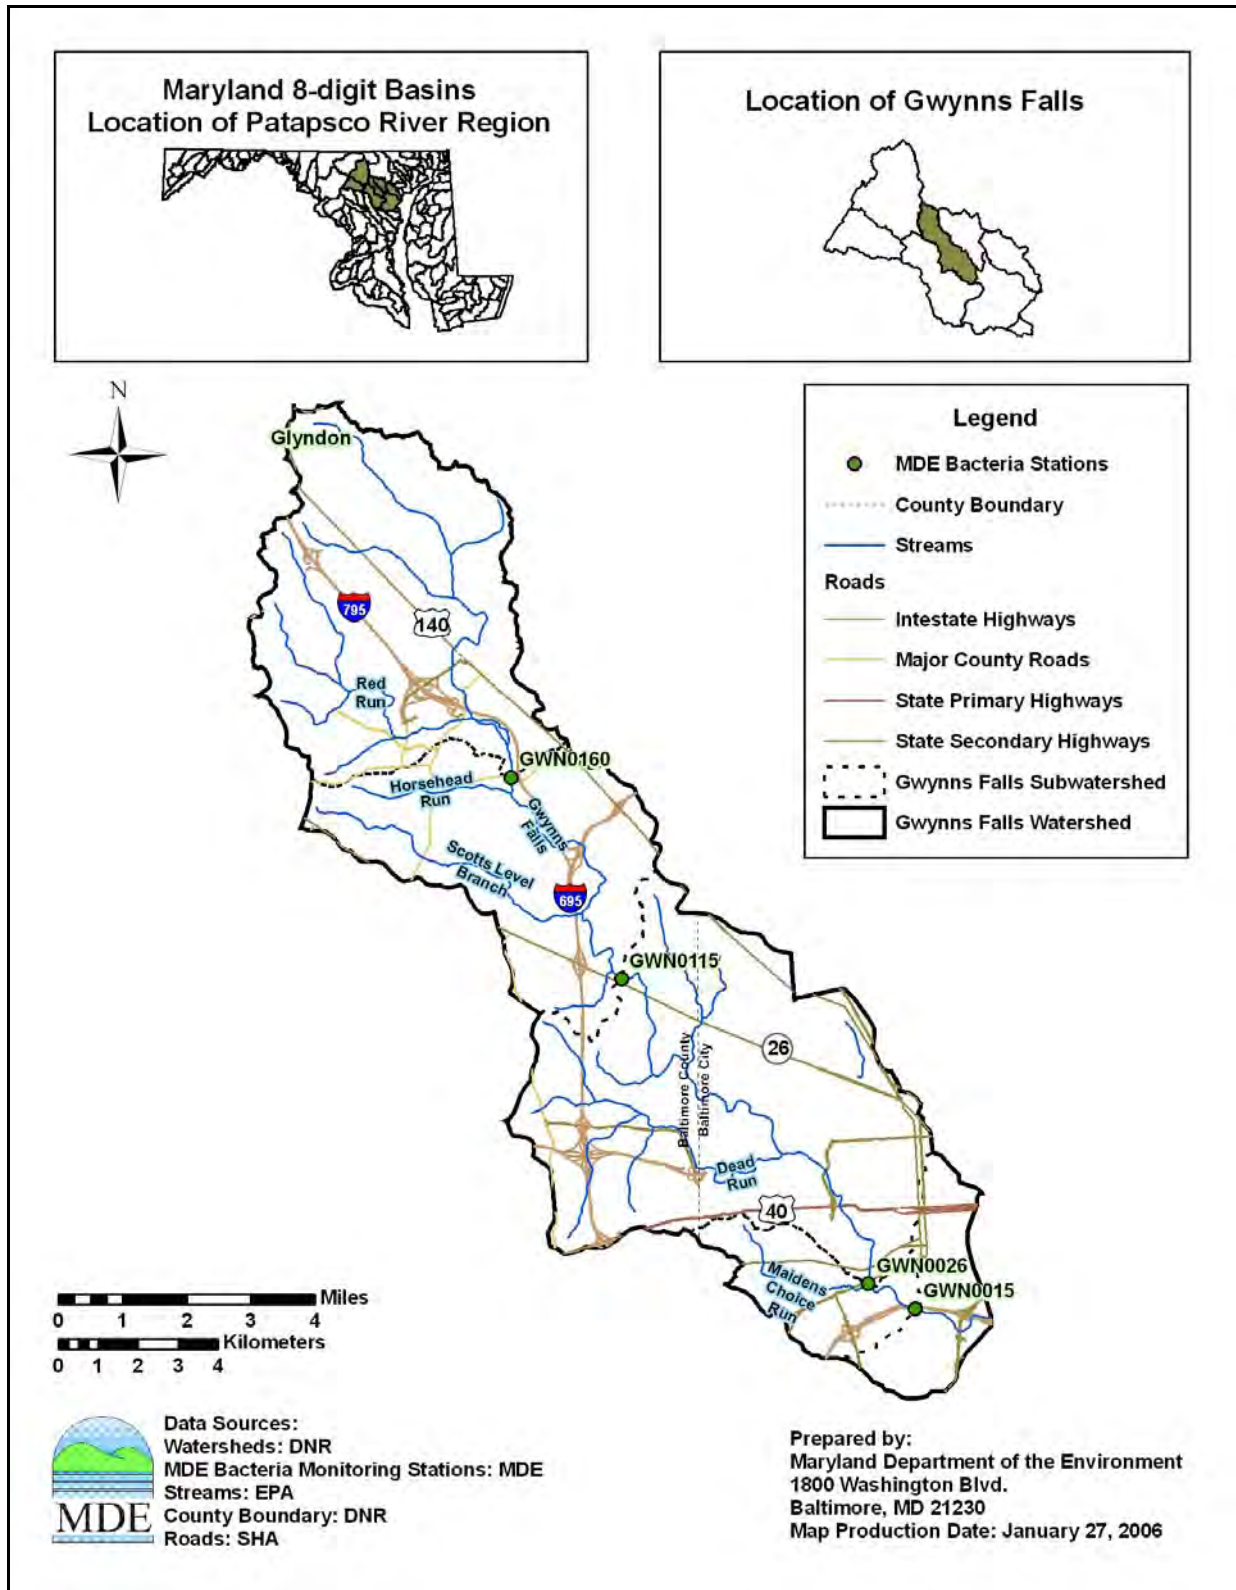 Maryland 8-digit Basins
Location of Patapsco River Region
Location of Gwynns Falls
N
Legend
MDE Bacteria Stations
County Boundary
Streams
Roads
Intestate Highways
Major County Roads
State Primary Highways
State Secondary Highways
Gwynns Falls Subwatershed
Gwynns Falls Watershed
Glyndon
795
140
Red
Run
GWN0160
Horsehead
Run
Gwynns
Falls
Scotts Level
Branch
695
GWN0115
26
Baltimore County
Baltimore City
Dead
Run
40
GWN0026
Maidens
Choice
Run
GWN0015
Miles
0 1 2 3 4
Kilometers
0 1 2 3 4
MDE
Data Sources:
Watersheds: DNR
MDE Bacteria Monitoring Stations: MDE
Streams: EPA
County Boundary: DNR
Roads: SHA
Prepared by:
Maryland Department of the Environment
1800 Washington Blvd.
Baltimore, MD 21230
Map Production Date: January 27, 2006